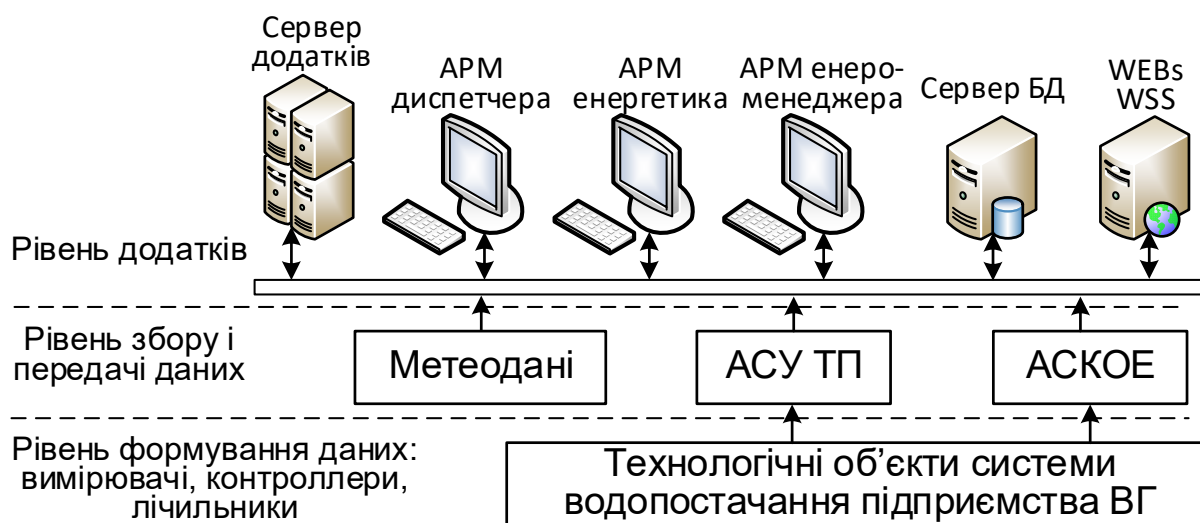 Сервер
додатків
АРМ
диспетчера
АРМ
енергетика
АРМ енеро-
менеджера
Сервер БД
WEBs
WSS
Рівень додатків
Рівень збору і
передачі даних
Метеодані
АСУ ТП
АСКОЕ
Рівень формування даних:
вимірювачі, контроллери,
лічильники
Технологічні об’єкти системи
водопостачання підприємства ВГ